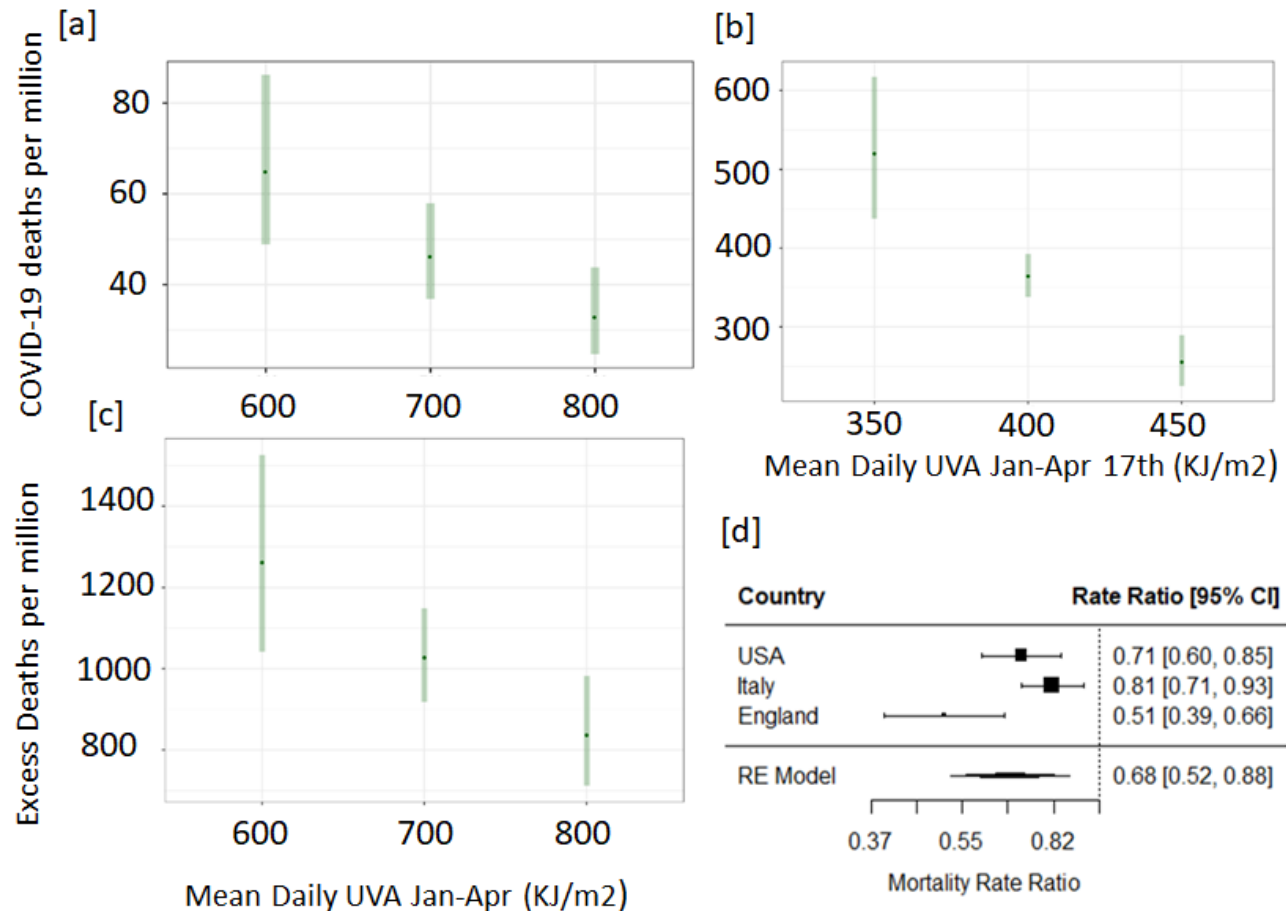 [a]
COVID-19 deaths per million
80
60
40
600 700 800
[b]
600
500
400
300
350 400 450
Mean Daily UVA Jan-Apr 17th (KJ/m2)
[c]
Excess Deaths per million
1400
1200
1000
800
600 700 800
Mean Daily UVA Jan-Apr (KJ/m2)
[d]
Country Rate Ratio [95% CI]
USA 0.71 [0.60, 0.85]
Italy 0.81 [0.71, 0.93]
England 0.51 [0.39, 0.66]
RE Model 0.68 [0.52, 0.88]
0.37 0.55 0.82
Mortality Rate Ratio